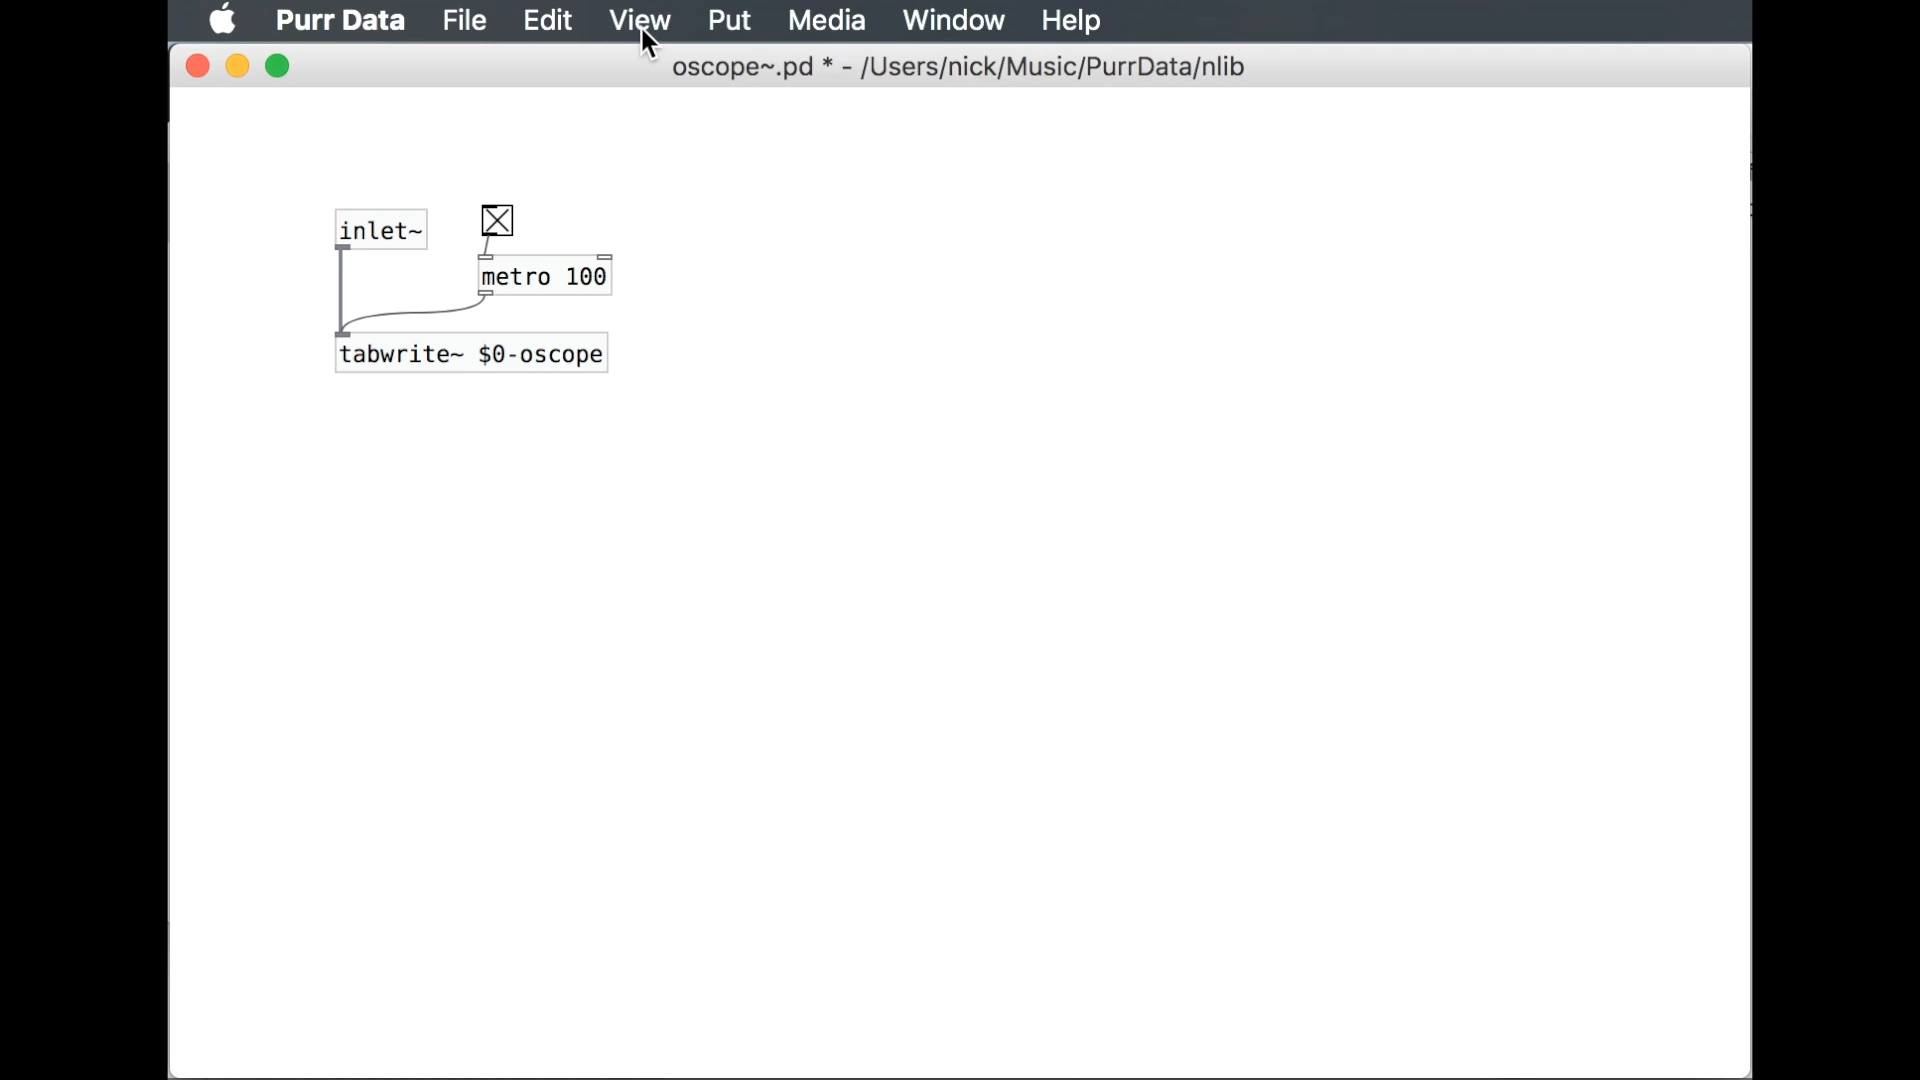 Purr Data File Edit View Put Media Window Help
oscope~.pd * - /Users/nick/Music/PurrData/nlib
inlet~
metro 100
tabwrite~ $0-oscope